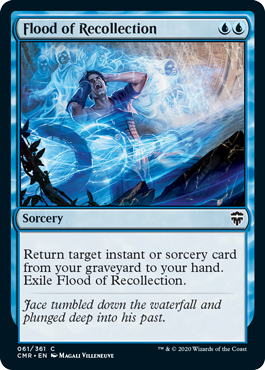 Flood of Recollection
Sorcery
Return target instant or sorcery card
from your graveyard to your hand.
Exile Flood of Recollection.
Jace tumbled down the waterfall and
plunged deep into his past.
061/361 C
CMR • EN MAGALI VILLENEUVE
™ & © 2020 Wizards of the Coast